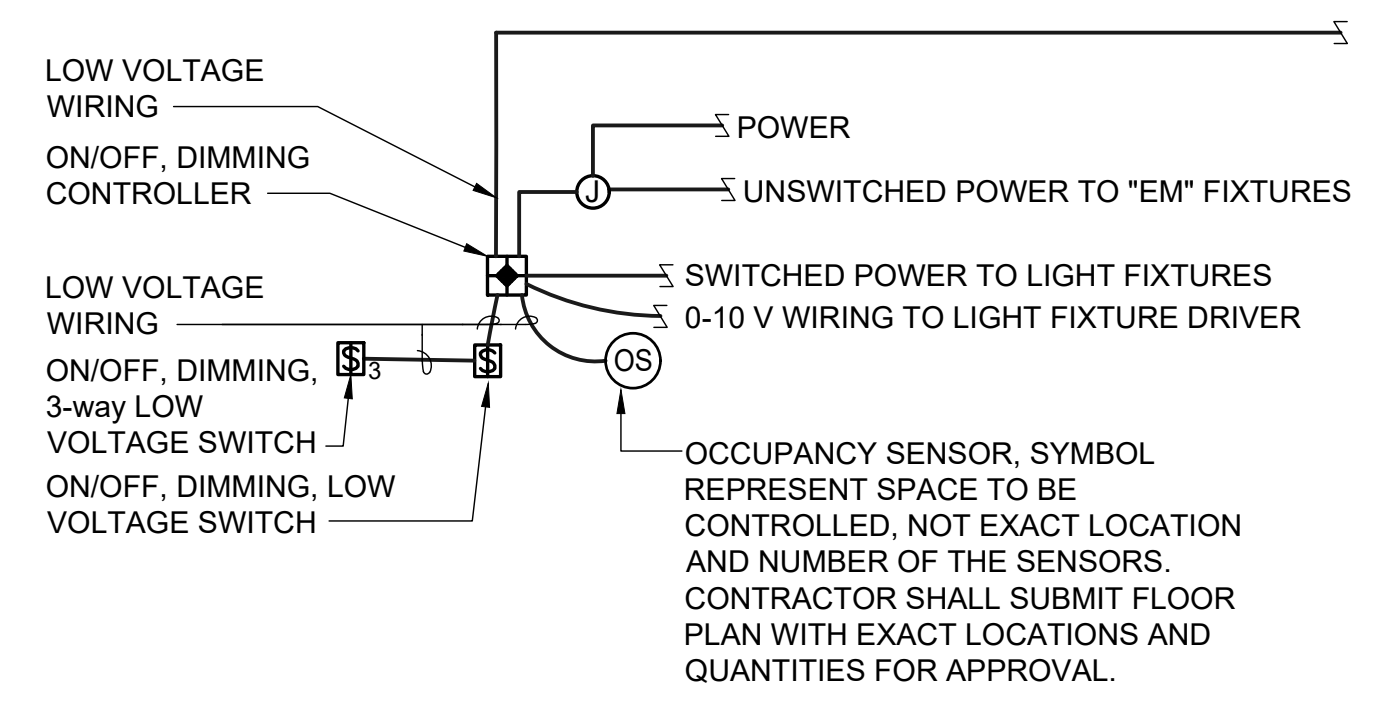 LOW VOLTAGE
WIRING
POWER
ON/OFF, DIMMING
CONTROLLER
J
UNSWITCHED POWER TO "EM" FIXTURES
SWITCHED POWER TO LIGHT FIXTURES
LOW VOLTAGE
WIRING
0-10 V WIRING TO LIGHT FIXTURE DRIVER
$3
$
OS
ON/OFF, DIMMING,
3-way LOW
VOLTAGE SWITCH
ON/OFF, DIMMING, LOW
VOLTAGE SWITCH
OCCUPANCY SENSOR, SYMBOL
REPRESENT SPACE TO BE
CONTROLLED, NOT EXACT LOCATION
AND NUMBER OF THE SENSORS.
CONTRACTOR SHALL SUBMIT FLOOR
PLAN WITH EXACT LOCATIONS AND
QUANTITIES FOR APPROVAL.